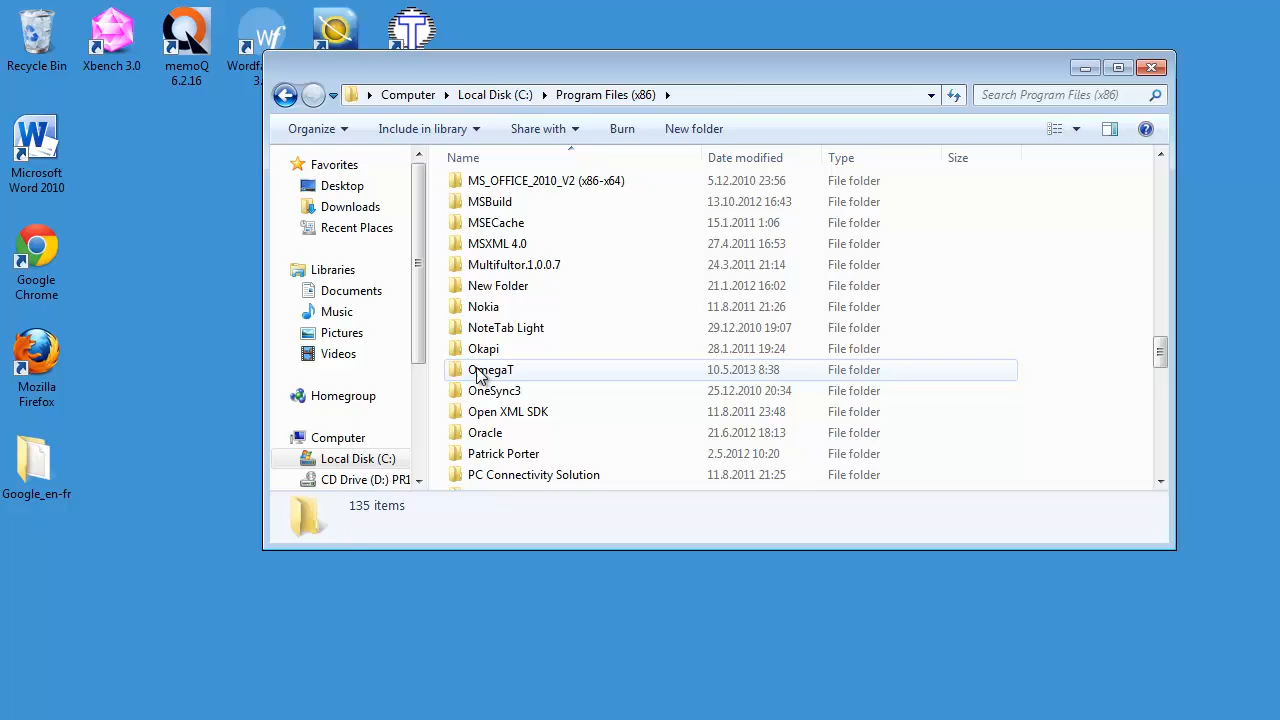 Recycle Bin
Xbench 3.0
memoQ
6.2.16
Wordfa
3.
Microsoft
Word 2010
Google
Chrome
Mozilla
Firefox
Google_en-fr
Computer
Local Disk (C:)
Program Files (x86)
Search Program Files (x86)
Organize
Include in library
Share with
Burn
New folder
Favorites
Desktop
Downloads
Recent Places
Libraries
Documents
Music
Pictures
Videos
Homegroup
Computer
Local Disk (C:)
CD Drive (D:) PR1
Name Date modified Type Size
MS_OFFICE_2010_V2 (x86-x64) 5.12.2010 23:56 File folder
MSBuild 13.10.2012 16:43 File folder
MSECache 15.1.2011 1:06 File folder
MSXML 4.0 27.4.2011 16:53 File folder
Multifultor.1.0.0.7 24.3.2011 21:14 File folder
New Folder 21.1.2012 16:02 File folder
Nokia 11.8.2011 21:26 File folder
NoteTab Light 29.12.2010 19:07 File folder
Okapi 28.1.2011 19:24 File folder
OmegaT 10.5.2013 8:38 File folder
OneSync3 25.12.2010 20:34 File folder
Open XML SDK 11.8.2011 23:48 File folder
Oracle 21.6.2012 18:13 File folder
Patrick Porter 2.5.2012 10:20 File folder
PC Connectivity Solution 11.8.2011 21:25 File folder
135 items